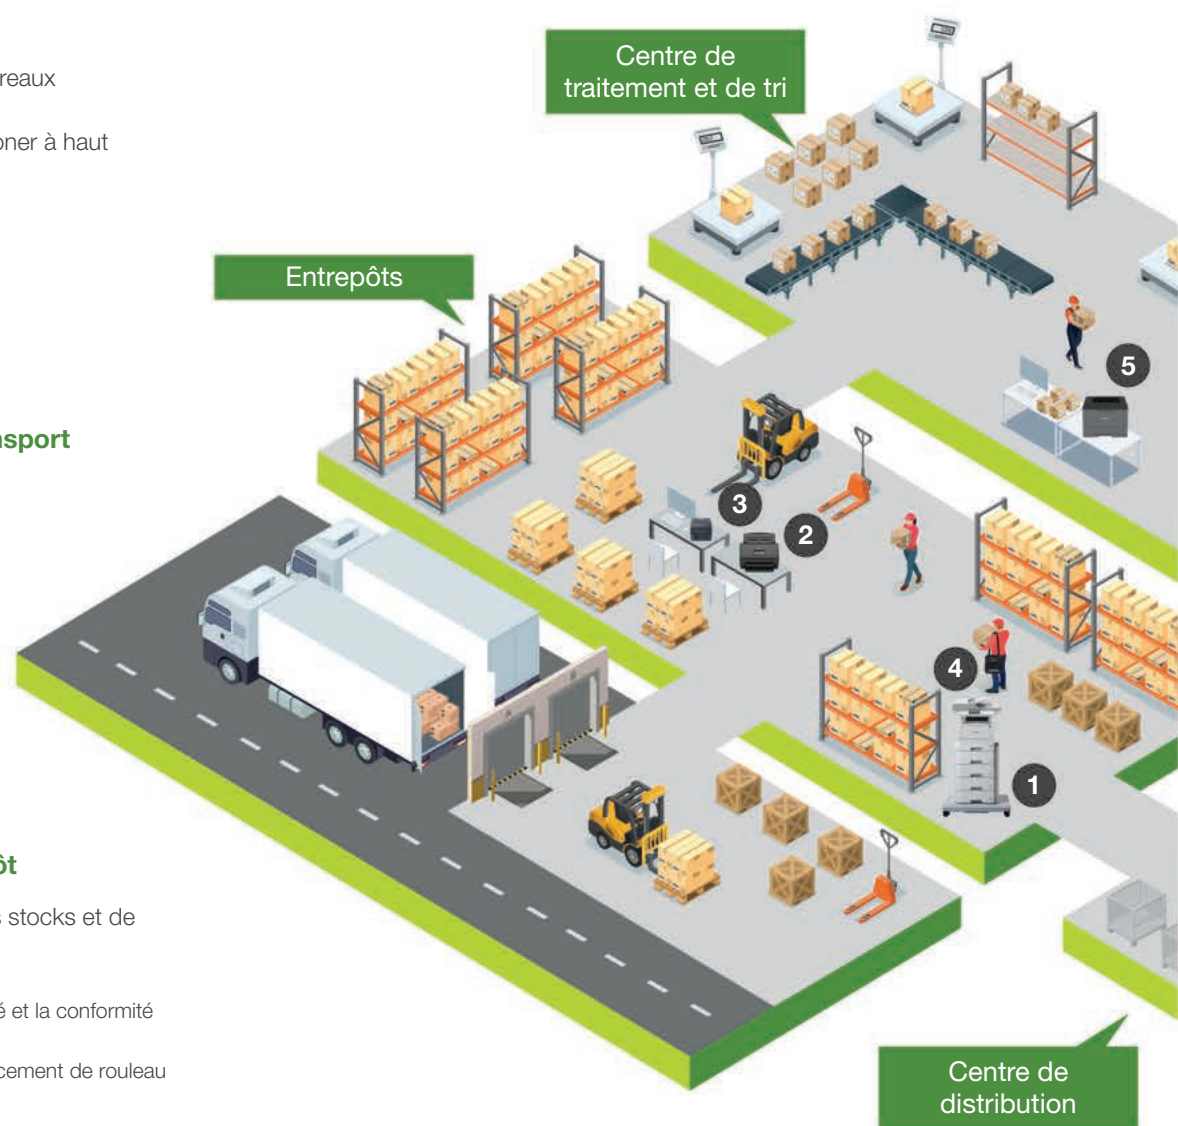 reaux
oner à haut
nsport
ôt
s stocks et de
é et la conformité
cement de rouleau
Centre de
traitement et de tri
Entrepôts
5
3
2
4
1
Centre de
distribution